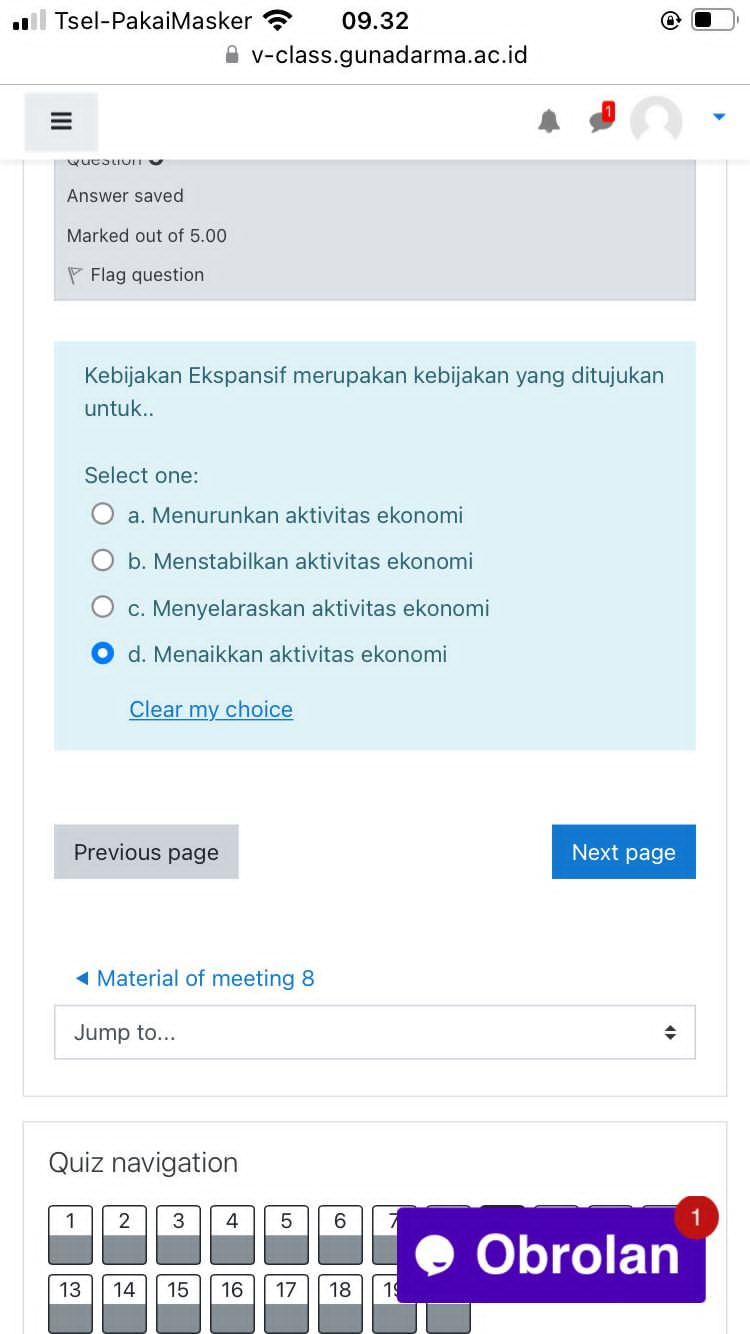 Tsel-PakaiMasker 09.32
v-class.gunadarma.ac.id
1
Question
Answer saved
Marked out of 5.00
Flag question
Kebijakan Ekspansif merupakan kebijakan yang ditujukan
untuk..
Select one:
a. Menurunkan aktivitas ekonomi
b. Menstabilkan aktivitas ekonomi
c. Menyelaraskan aktivitas ekonomi
d. Menaikkan aktivitas ekonomi
Clear my choice
Previous page Next page
◄ Material of meeting 8
Jump to...
Quiz navigation
1 2 3 4 5 6 7
1
Obrolan
13 14 15 16 17 18 19